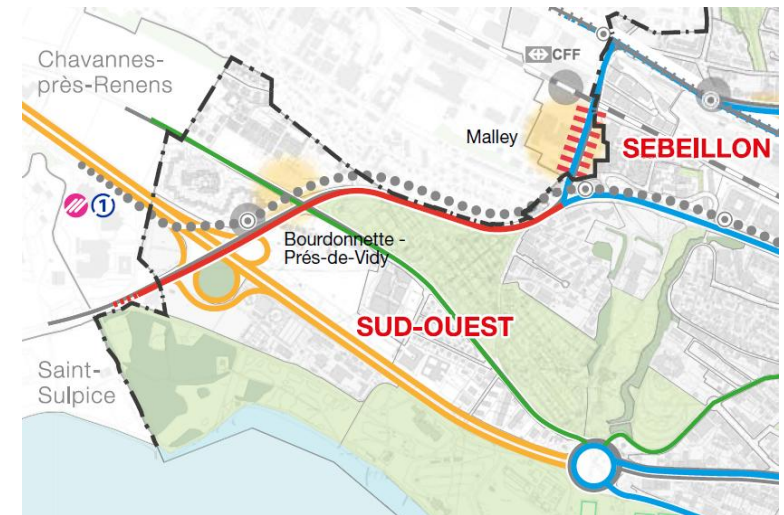 Chavannes-
près-Renens
CFF
Malley
SEBEILLON
1
Bourdonnette -
Prés-de-Vidy
SUD-OUEST
Saint-
Sulpice